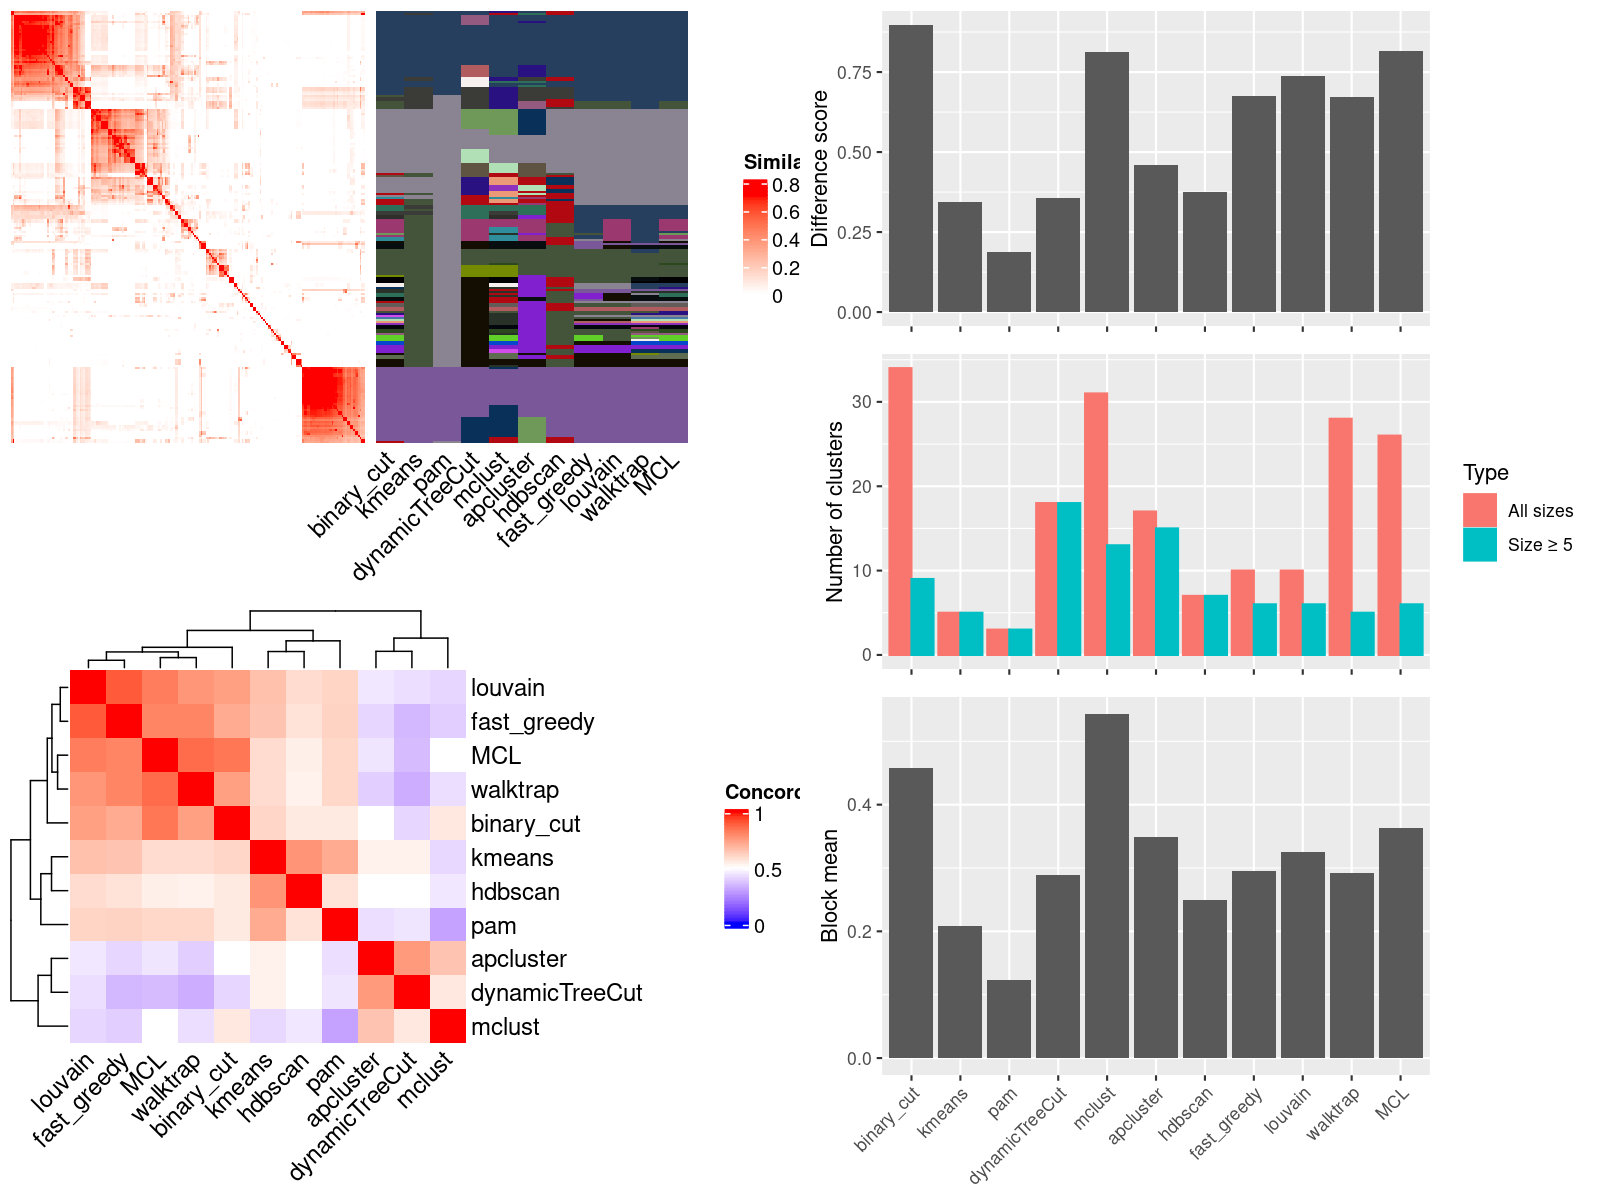 Simila
0.8
0.6
0.4
0.2
0
binary_cut
kmeans
pam
dynamicTreeCut
mclust
apcluster
hdbscan
fast_greedy
louvain
walktrap
MCL
Difference score
0.75
0.50
0.25
0.00
Number of clusters
30
20
10
0
Type
All sizes
Size ≥ 5
louvain
fast_greedy
MCL
walktrap
binary_cut
kmeans
hdbscan
pam
apcluster
dynamicTreeCut
mclust
louvain
fast_greedy
MCL
walktrap
binary_cut
kmeans
hdbscan
pam
apcluster
dynamicTreeCut
mclust
Concord
1
0.5
0
Block mean
0.4
0.2
0.0
binary_cut
kmeans
pam
dynamicTreeCut
mclust
apcluster
hdbscan
fast_greedy
louvain
walktrap
MCL